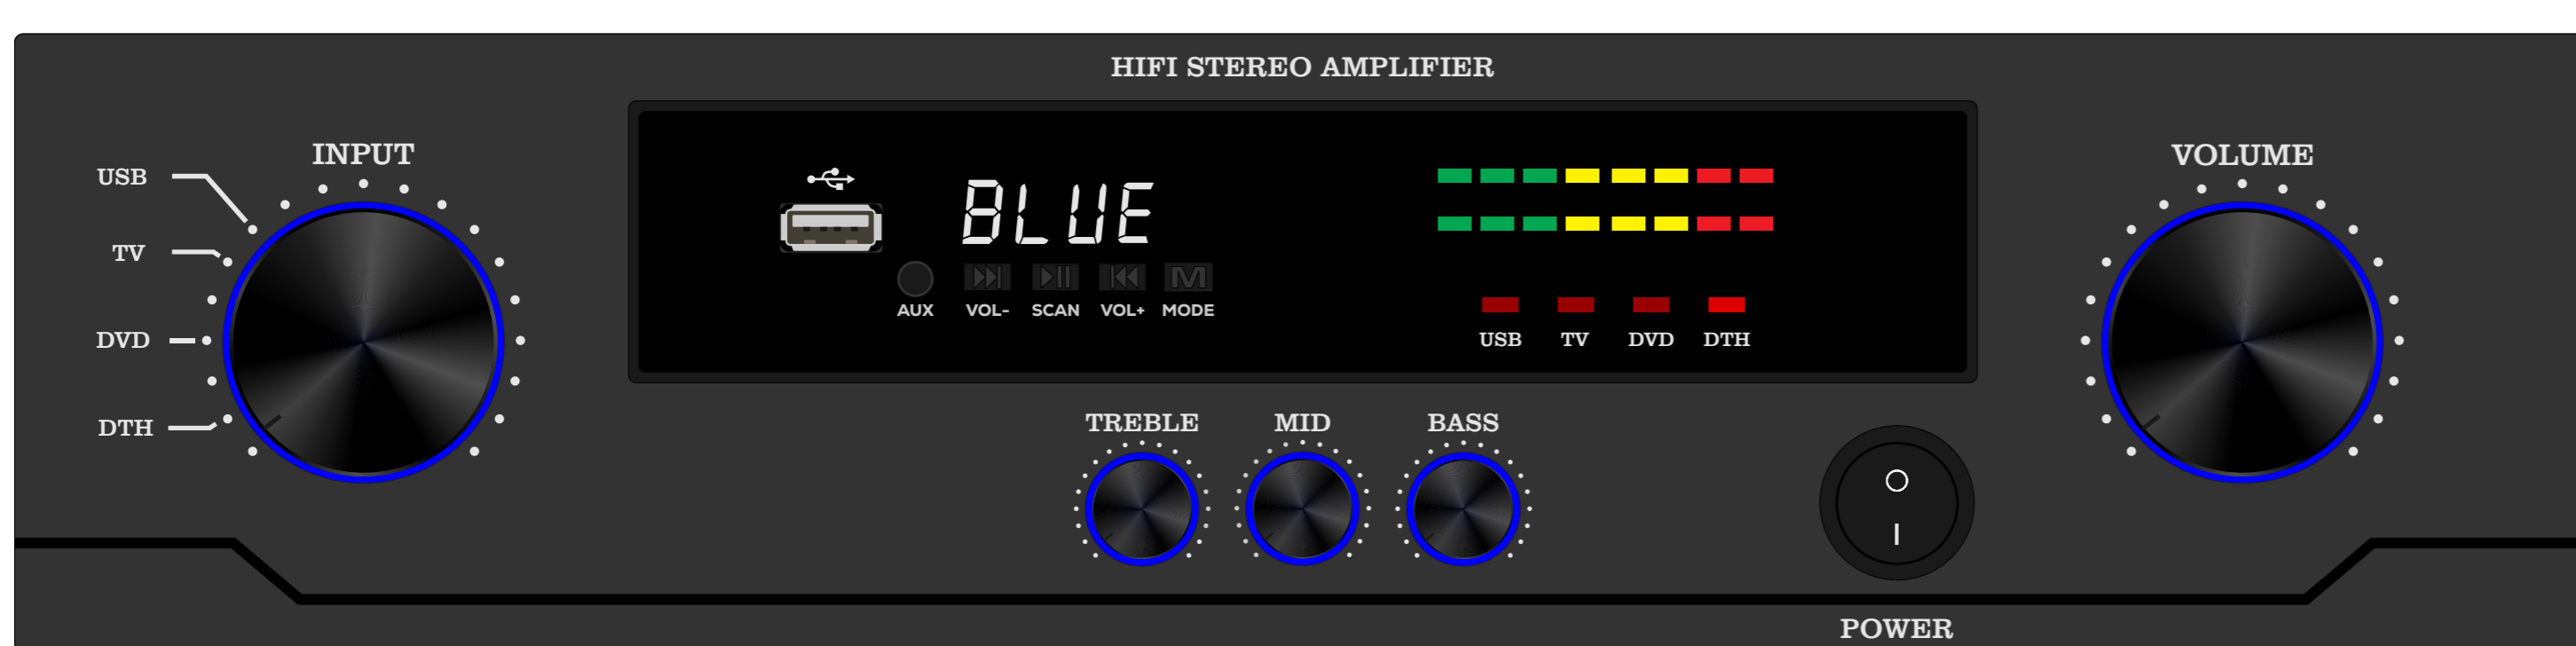 HIFI STEREO AMPLIFIER
INPUT
USB
TV
DVD
DTH
BLUE
AUX VOL- SCAN VOL+ M MODE
USB TV DVD DTH
VOLUME
TREBLE MID BASS
O
I
POWER